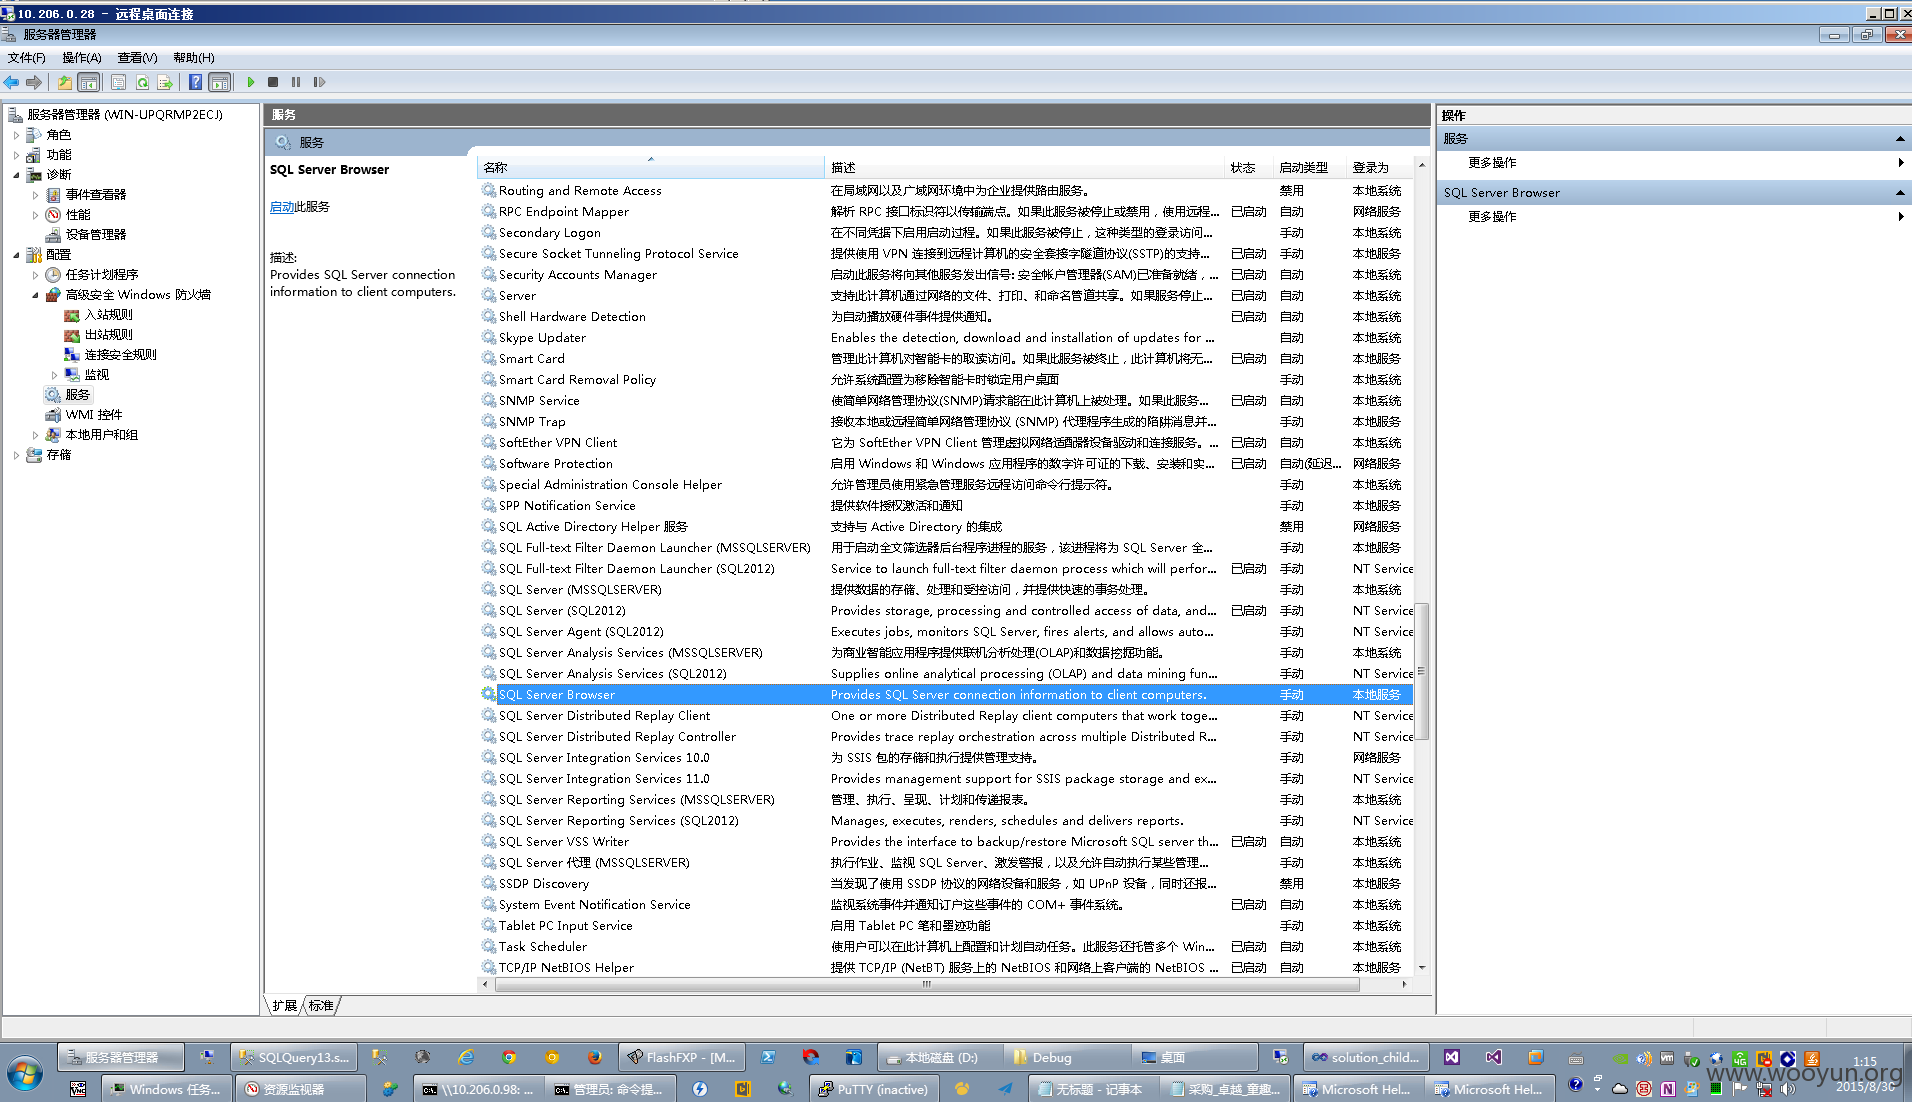 10.206.0.28 - 远程桌面连接
服务器管理器
文件(F) 操作(A) 查看(V) 帮助(H)
服务器管理器 (WIN-UPQRMP2ECJ)
角色
功能
诊断
事件查看器
性能
设备管理器
配置
任务计划程序
高级安全 Windows 防火墙
入站规则
出站规则
连接安全规则
监视
服务
WMI 控件
本地用户和组
存储
服务
服务
SQL Server Browser
启动此服务
描述:
Provides SQL Server connection
information to client computers.
名称 描述 状态 启动类型 登录为
Routing and Remote Access 在局域网以及广域网环境中为企业提供路由服务。 禁用 本地系统
RPC Endpoint Mapper 解析 RPC 接口标识符以传输端点。如果此服务被停止或禁用，使用远程... 已启动 自动 网络服务
Secondary Logon 在不同凭据下启用启动过程。如果此服务被停止，这种类型的登录访问... 手动 本地系统
Secure Socket Tunneling Protocol Service 提供使用 VPN 连接到远程计算机的安全套接字隧道协议(SSTP)的支持... 已启动 手动 本地服务
Security Accounts Manager 启动此服务将向其他服务发出信号: 安全帐户管理器(SAM)已准备就绪，... 已启动 自动 本地系统
Server 支持此计算机通过网络的文件、打印、和命名管道共享。如果服务停止... 已启动 自动 本地系统
Shell Hardware Detection 为自动播放硬件事件提供通知。 已启动 自动 本地系统
Skype Updater Enables the detection, download and installation of updates for ... 自动 本地系统
Smart Card 管理此计算机对智能卡的取读访问。如果此服务被终止，此计算机将无... 已启动 自动 本地服务
Smart Card Removal Policy 允许系统配置为移除智能卡时锁定用户桌面 手动 本地系统
SNMP Service 使简单网络管理协议(SNMP)请求能在此计算机上被处理。如果此服务... 已启动 自动 本地系统
SNMP Trap 接收本地或远程简单网络管理协议 (SNMP) 代理程序生成的陷阱消息并... 手动 本地服务
SoftEther VPN Client 它为 SoftEther VPN Client 管理虚拟网络适配器设备驱动和连接服务。... 已启动 自动 本地系统
Software Protection 启用 Windows 和 Windows 应用程序的数字许可证的下载、安装和实... 已启动 自动(延迟... 网络服务
Special Administration Console Helper 允许管理员使用紧急管理服务远程访问命令行提示符。 手动 本地系统
SPP Notification Service 提供软件授权激活和通知 手动 本地服务
SQL Active Directory Helper 服务 支持与 Active Directory 的集成 禁用 网络服务
SQL Full-text Filter Daemon Launcher (MSSQLSERVER) 用于启动全文筛选器后台程序进程的服务，该进程将为 SQL Server 全... 手动 本地服务
SQL Full-text Filter Daemon Launcher (SQL2012) Service to launch full-text filter daemon process which will perfor... 已启动 手动 NT Service
SQL Server (MSSQLSERVER) 提供数据的存储、处理和受控访问，并提供快速的事务处理。 手动 本地系统
SQL Server (SQL2012) Provides storage, processing and controlled access of data, and... 已启动 手动 NT Service
SQL Server Agent (SQL2012) Executes jobs, monitors SQL Server, fires alerts, and allows auto... 手动 NT Service
SQL Server Analysis Services (MSSQLSERVER) 为商业智能应用程序提供联机分析处理(OLAP)和数据挖掘功能。 手动 本地系统
SQL Server Analysis Services (SQL2012) Supplies online analytical processing (OLAP) and data mining fun... 手动 NT Service
SQL Server Browser Provides SQL Server connection information to client computers. 手动 本地服务
SQL Server Distributed Replay Client One or more Distributed Replay client computers that work toge... 手动 NT Service
SQL Server Distributed Replay Controller Provides trace replay orchestration across multiple Distributed R... 手动 NT Service
SQL Server Integration Services 10.0 为 SSIS 包的存储和执行提供管理支持。 手动 网络服务
SQL Server Integration Services 11.0 Provides management support for SSIS package storage and ex... 手动 NT Service
SQL Server Reporting Services (MSSQLSERVER) 管理、执行、呈现、计划和传递报表。 手动 本地系统
SQL Server Reporting Services (SQL2012) Manages, executes, renders, schedules and delivers reports. 手动 NT Service
SQL Server VSS Writer Provides the interface to backup/restore Microsoft SQL server th... 已启动 自动 本地系统
SQL Server 代理 (MSSQLSERVER) 执行作业、监视 SQL Server、激发警报，以及允许自动执行某些管理... 手动 本地系统
SSDP Discovery 当发现了使用 SSDP 协议的网络设备和服务，如 UPnP 设备，同时还报... 禁用 本地服务
System Event Notification Service 监视系统事件并通知订户这些事件的 COM+ 事件系统。 已启动 自动 本地系统
Tablet PC Input Service 启用 Tablet PC 笔和墨迹功能 手动 本地系统
Task Scheduler 使用户可以在此计算机上配置和计划自动任务。此服务还托管多个 Win... 已启动 自动 本地系统
TCP/IP NetBIOS Helper 提供 TCP/IP (NetBT) 服务上的 NetBIOS 和网络上客户端的 NetBIOS ... 已启动 自动 本地服务
扩展 标准
操作
服务
更多操作
SQL Server Browser
更多操作
服务器管理器 SQLQuery13.s... FlashFXP - [M... 本地磁盘 (D:) Debug 桌面 solution_child... 1:15
Windows 任务... 资源监视器 \\10.206.0.98: ... 管理员: 命令提... PuTTY (inactive) 无标题 - 记事本 采购_卓越_童趣... Microsoft Hel... Microsoft Hel... 2015/8/30
www.wooyun.org